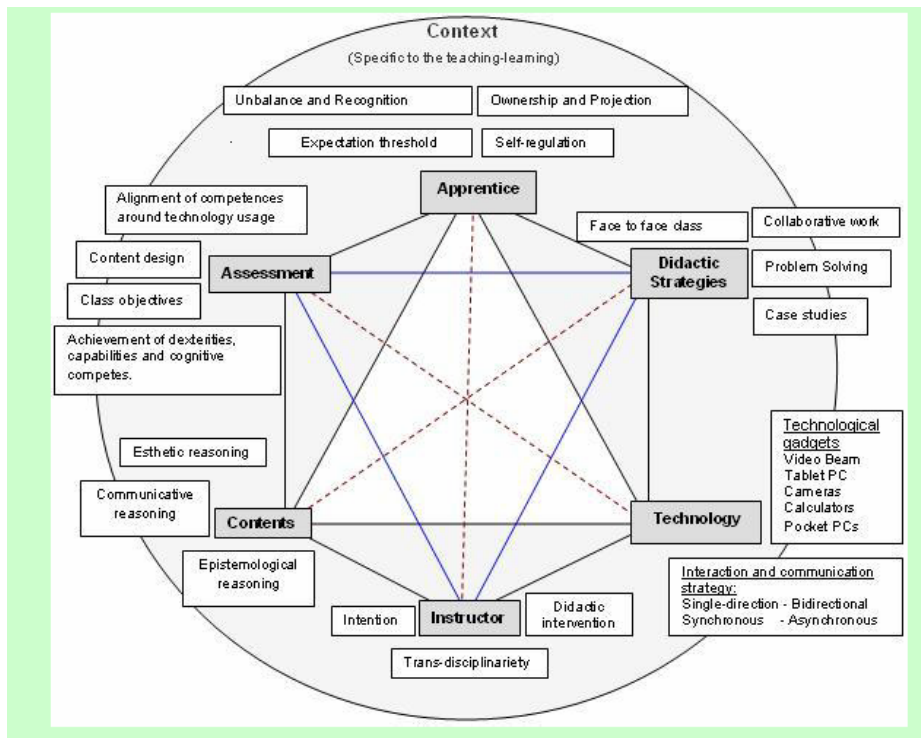 Context
(Specific to the teaching-learning)
Unbalance and Recognition
Ownership and Projection
Expectation threshold
Self-regulation
Apprentice
Alignment of competences
around technology usage
Face to face class
Collaborative work
Content design
Assessment
Didactic
Strategies
Problem Solving
Class objectives
Case studies
Achievement of dexterities,
capabilities and cognitive
competes.
Technological
gadgets
Video Beam
Tablet PC
Cameras
Calculators
Pocket PCs
Esthetic reasoning
Communicative
reasoning
Contents
Technology
Epistemological
reasoning
Interaction and communication
strategy:
Single-direction - Bidirectional
Synchronous - Asynchronous
Intention
Instructor
Didactic
intervention
Trans-disciplinariety